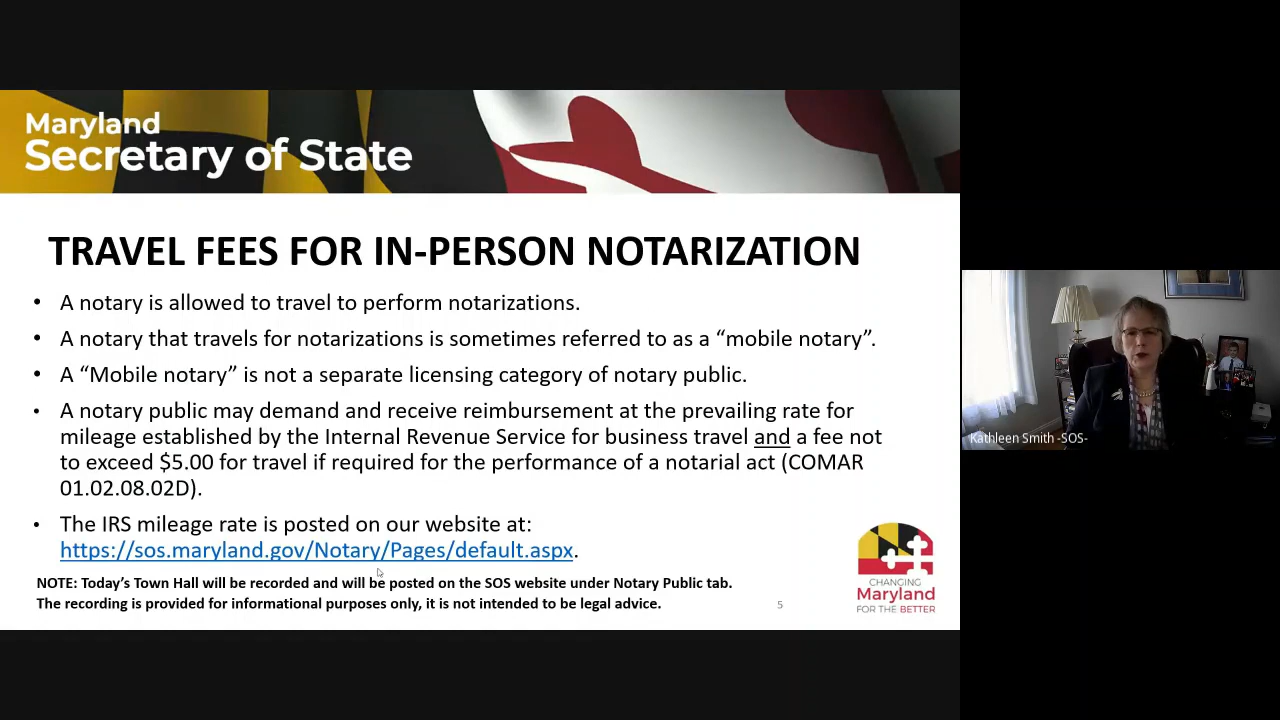 Maryland
Secretary of State
TRAVEL FEES FOR IN-PERSON NOTARIZATION
• A notary is allowed to travel to perform notarizations.
• A notary that travels for notarizations is sometimes referred to as a “mobile notary”.
• A “Mobile notary” is not a separate licensing category of notary public.
• A notary public may demand and receive reimbursement at the prevailing rate for
mileage established by the Internal Revenue Service for business travel and a fee not
to exceed $5.00 for travel if required for the performance of a notarial act (COMAR
01.02.08.02D).
• The IRS mileage rate is posted on our website at:
https://sos.maryland.gov/Notary/Pages/default.aspx.
NOTE: Today’s Town Hall will be recorded and will be posted on the SOS website under Notary Public tab.
The recording is provided for informational purposes only, it is not intended to be legal advice.
5
CHANGING
Maryland
FOR THE BETTER
Kathleen Smith -SOS-